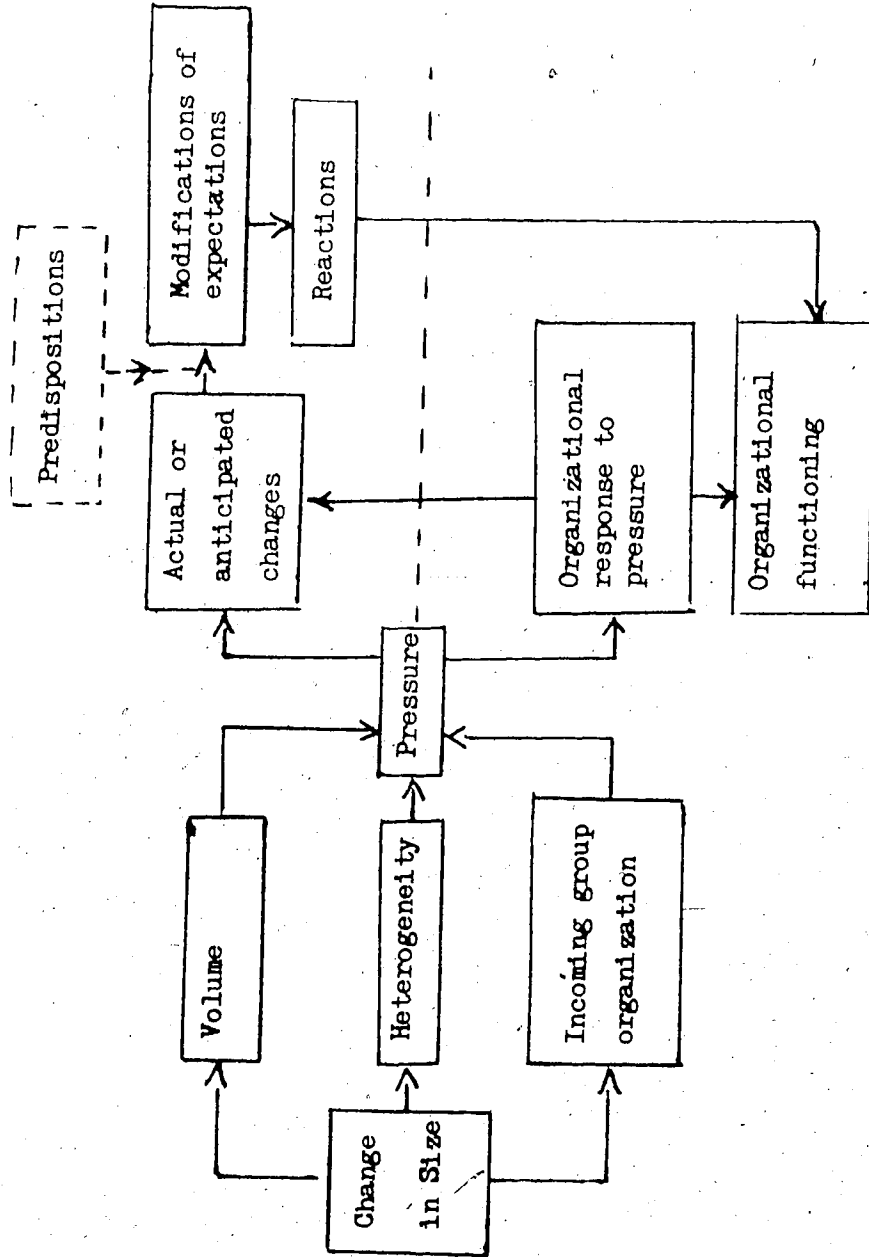 Predispositions
Modifications of
expectations
Reactions
Actual or
anticipated
changes
Organizational
response to
pressure
Organizational
functioning
Pressure
Volume
Heterogeneity
Incoming group
organization
Change
in Size